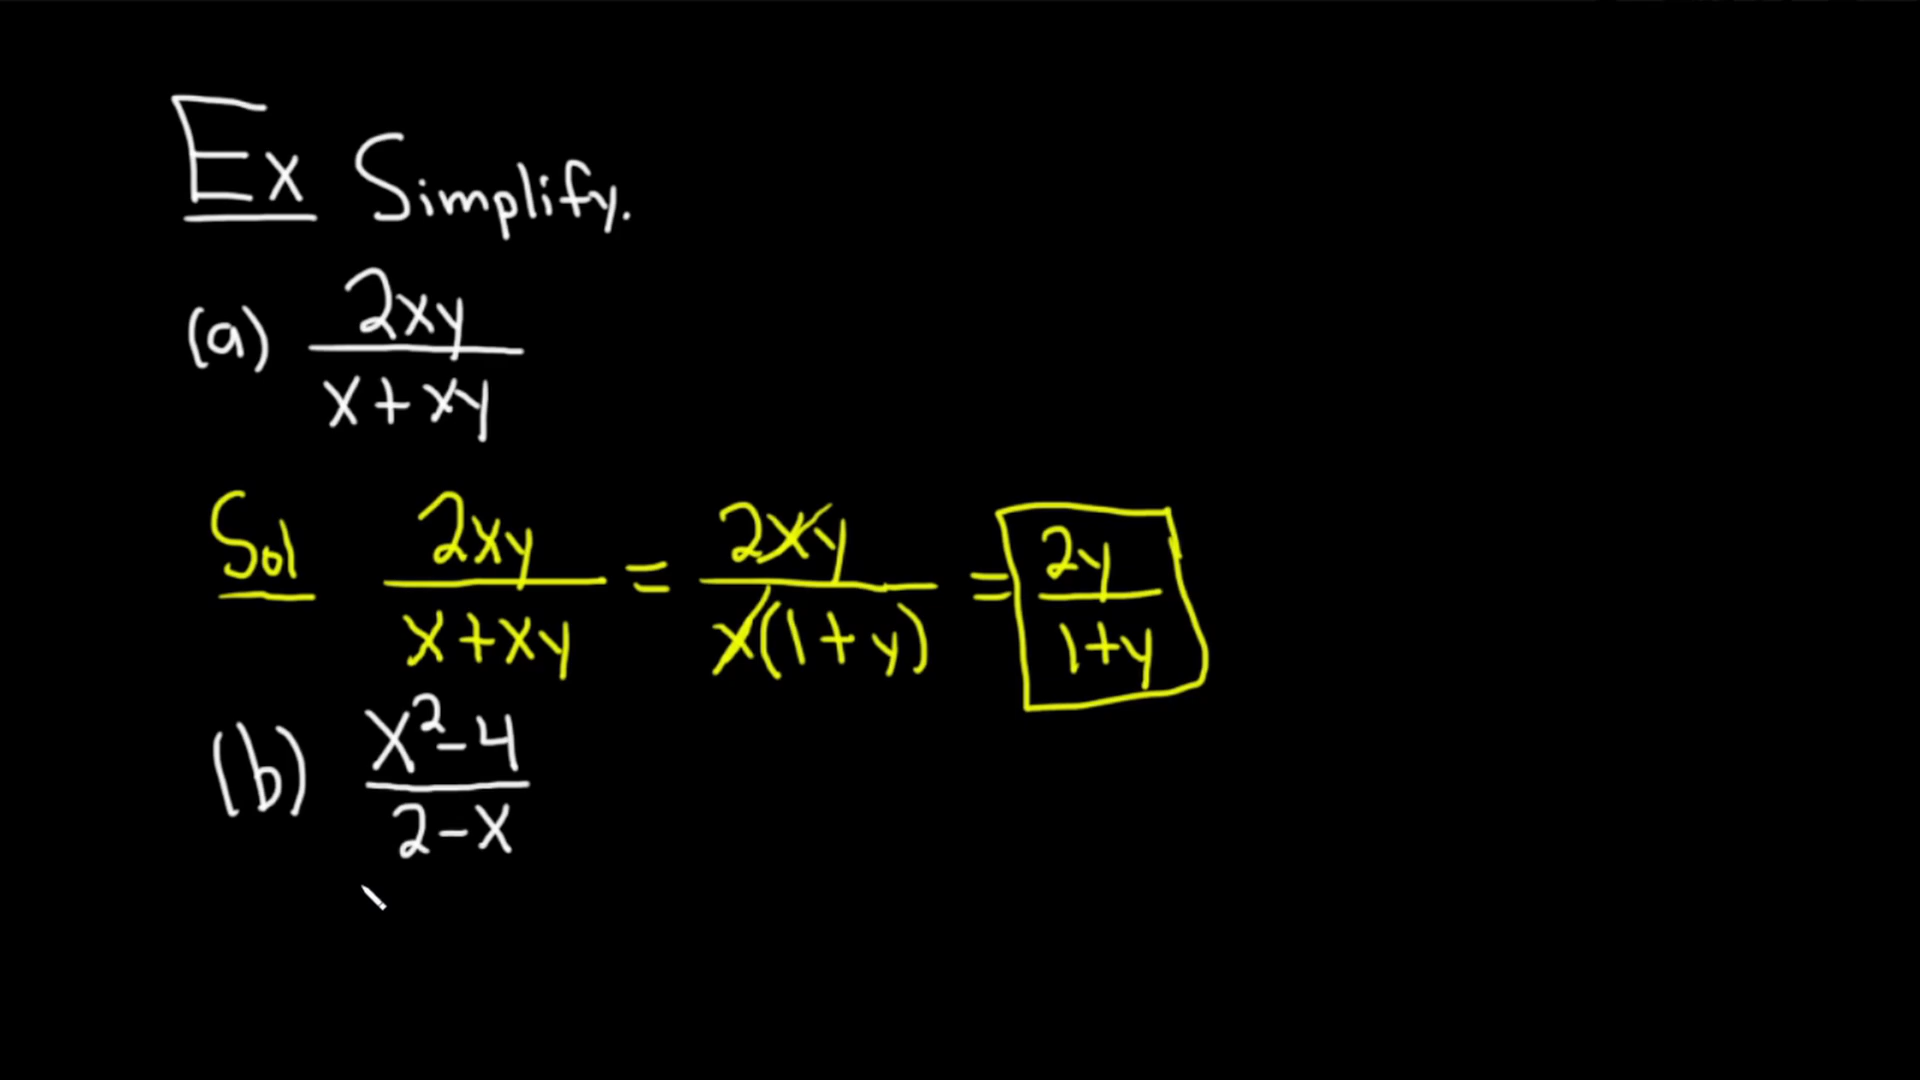 Ex Simplify.
(a) 2xy / x+xy
Sol 2xy / x+xy = 2xy / x(1+y) = 2y / 1+y
(b) x²-4 / 2-x